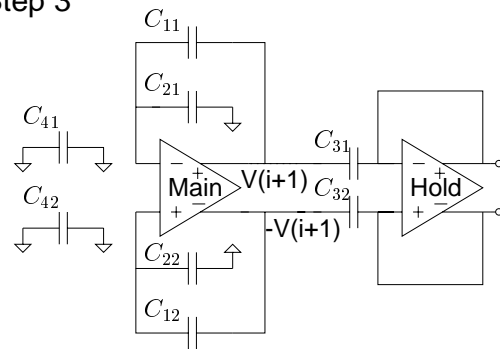 Step 3
C11
C21
C41
C31
Main
V(i+1)
Hold
C42
C32
-V(i+1)
C22
C12